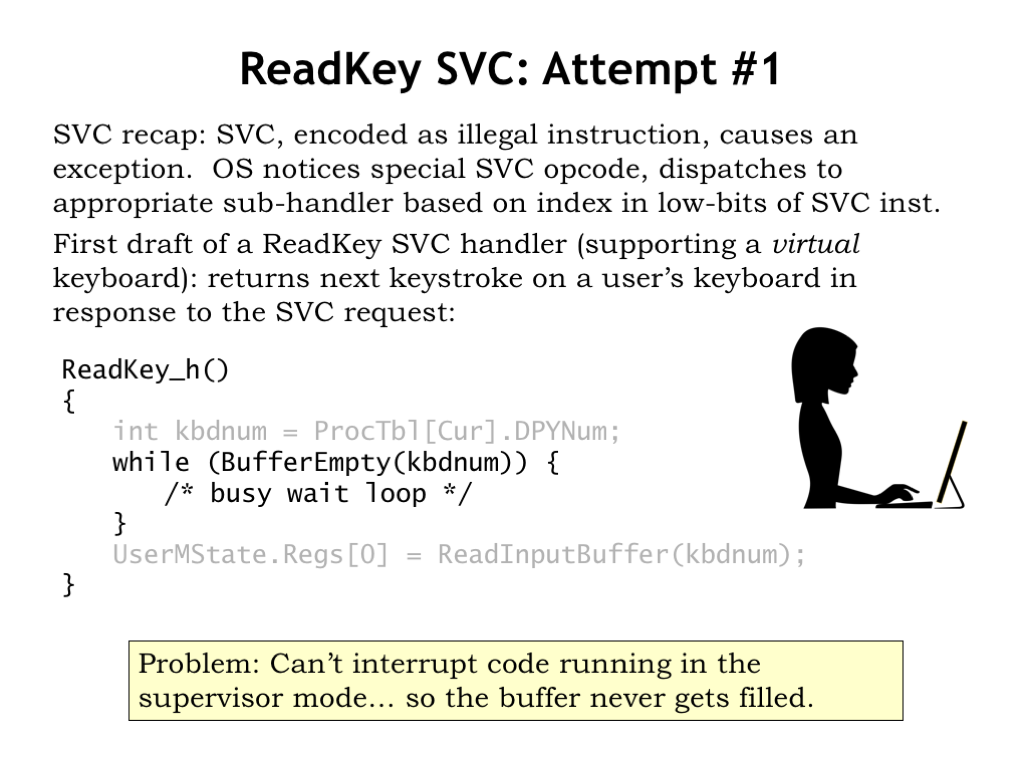 ReadKey SVC: Attempt #1
SVC recap: SVC, encoded as illegal instruction, causes an
exception.  OS notices special SVC opcode, dispatches to
appropriate sub-handler based on index in low-bits of SVC inst.
First draft of a ReadKey SVC handler (supporting a virtual
keyboard): returns next keystroke on a user’s keyboard in
response to the SVC request:
ReadKey_h()
{
int kbdnum = ProcTbl[Cur].DPYNum;
while (BufferEmpty(kbdnum)) {
/* busy wait loop */
}
UserMState.Regs[0] = ReadInputBuffer(kbdnum);
}
Problem: Can’t interrupt code running in the
supervisor mode… so the buffer never gets filled.